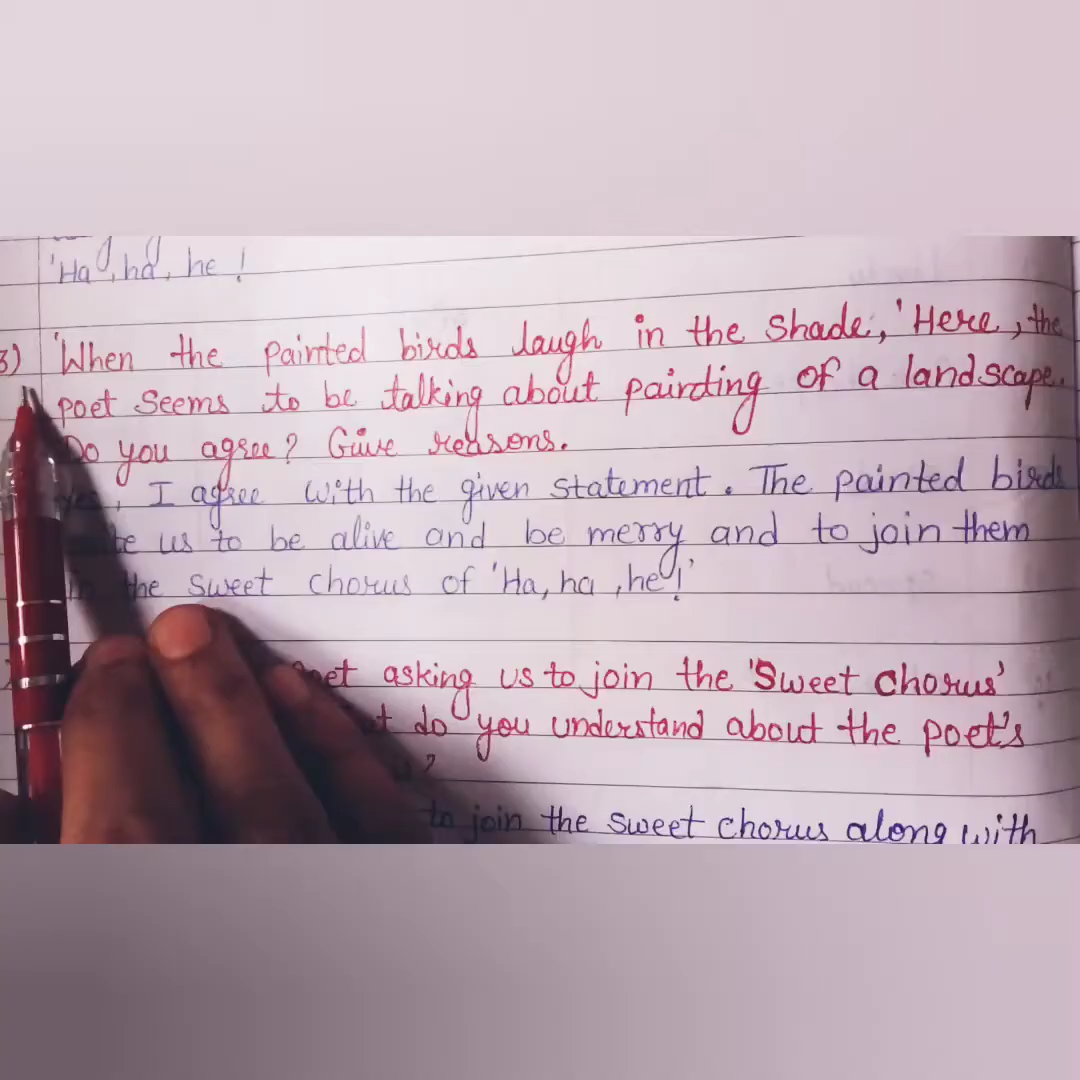 'Ha, ha, he!
3) 'When the painted birds laugh in the shade,' Here, the
poet seems to be talking about painting of a landscape.
Do you agree? Give reasons.
Yes, I agree with the given statement. The painted birds
us to be alive and be merry and to join them
in the sweet chorus of 'Ha, ha, he!'
asking us to join the 'Sweet Chorus'
do you understand about the poet's
?
to join the sweet chorus along with